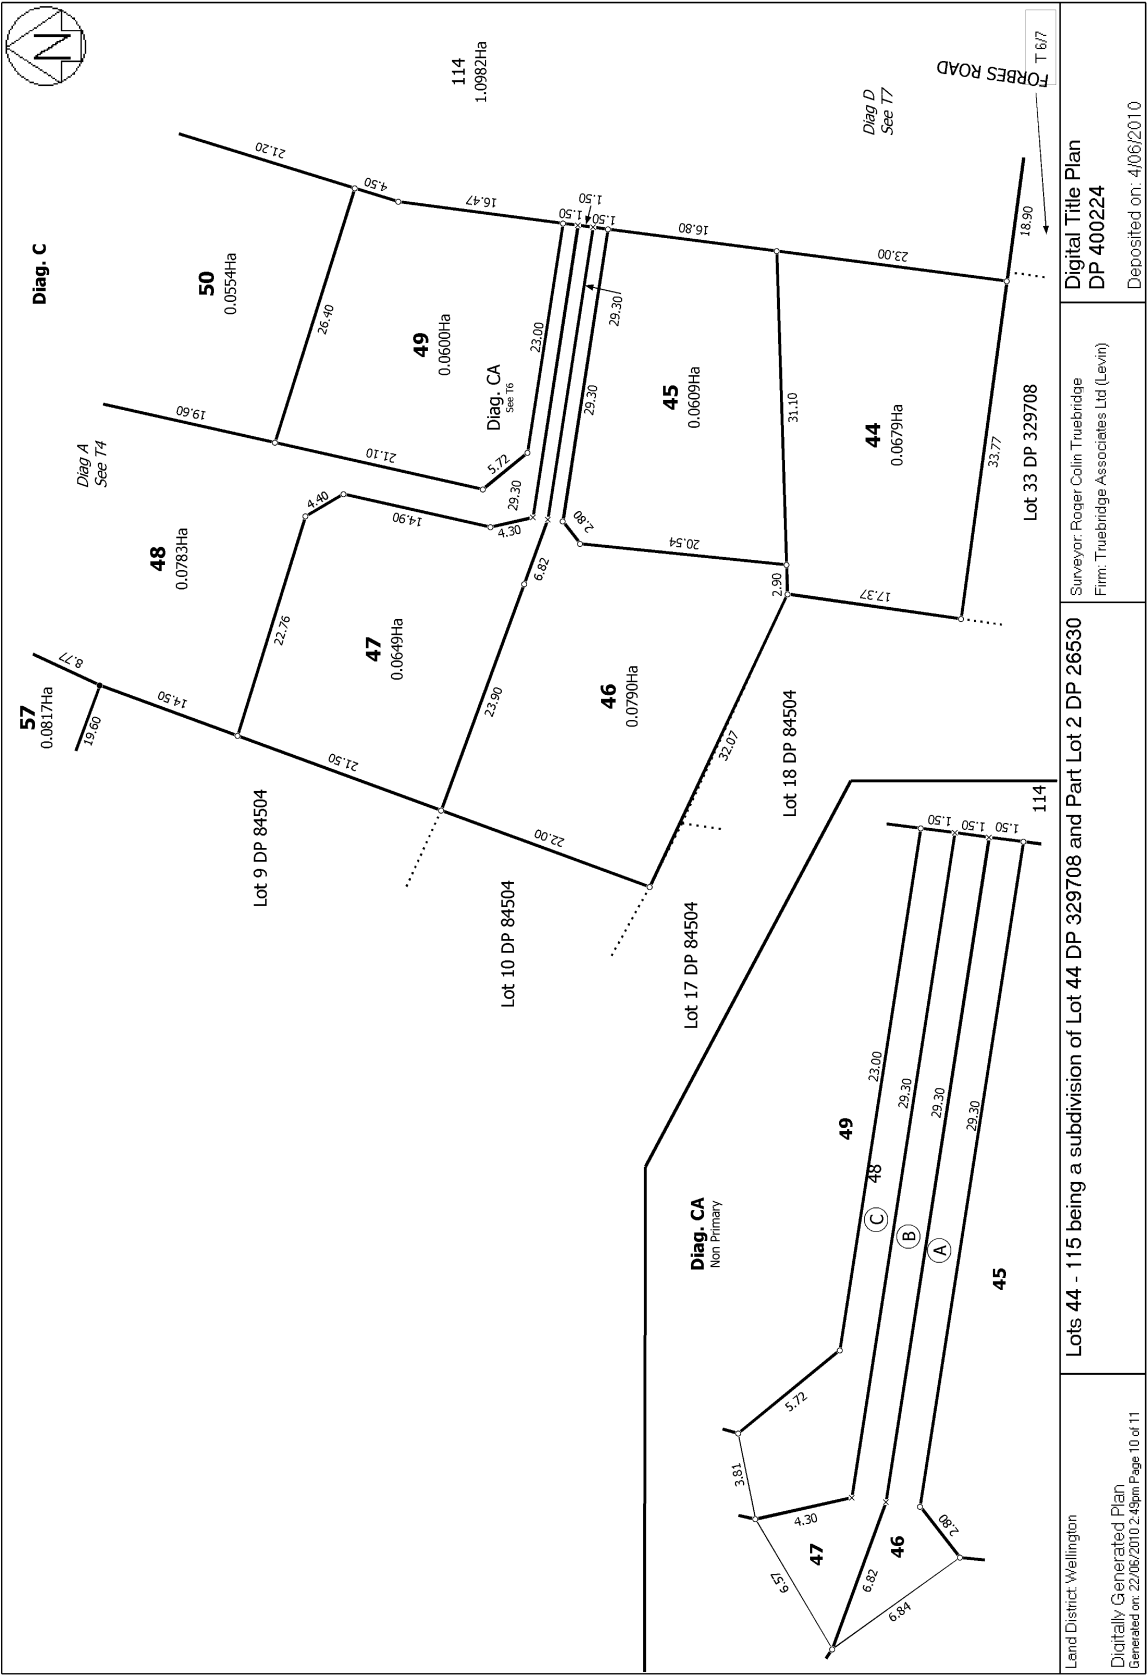 N
Diag. C
114
1.0982Ha
Diag D
See T7
FORBES ROAD
T 6/7
21.20
4.50
16.47
1.50
1.50
1.50
16.80
23.00
18.90
50
0.0554Ha
26.40
49
0.0600Ha
23.00
Diag. CA
See T6
29.30
29.30
45
0.0609Ha
31.10
44
0.0679Ha
33.77
Lot 33 DP 329708
19.60
Diag A
See T4
21.10
5.72
4.40
14.90
29.30
4.30
2.80
20.54
6.82
2.90
17.37
48
0.0783Ha
22.76
47
0.0649Ha
23.90
46
0.0790Ha
32.07
Lot 18 DP 84504
57
0.0817Ha
8.77
19.60
14.50
21.50
22.00
Lot 9 DP 84504
Lot 10 DP 84504
Lot 17 DP 84504
114
1.50
1.50
1.50
49
23.00
48
29.30
29.30
29.30
Diag. CA
Non Primary
C
B
A
45
5.72
3.81
4.30
47
46
2.80
6.57
6.82
6.84
Land District: Wellington
Digitally Generated Plan
Generated on: 22/06/2010 2:49pm Page 10 of 11
Lots 44 - 115 being a subdivision of Lot 44 DP 329708 and Part Lot 2 DP 26530
Surveyor: Roger Colin Truebridge
Firm: Truebridge Associates Ltd (Levin)
Digital Title Plan
DP 400224
Deposited on: 4/06/2010